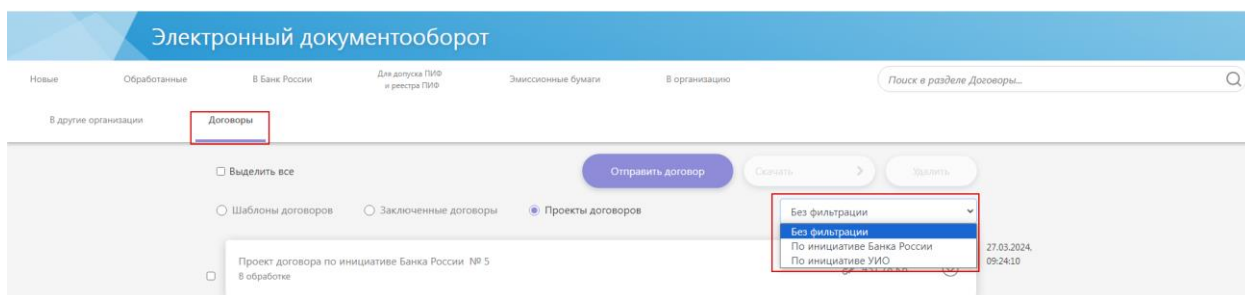 Электронный документооборот
Новые
Обработанные
В Банк России
Для допуска ПИФ
и реестра ПИФ
Эмиссионные бумаги
В организацию
Поиск в разделе Договоры...
В другие организации
Договоры
Выделить все
Отправить договор
Скачать
Удалить
Шаблоны договоров
Заключенные договоры
Проекты договоров
Без фильтрации
Без фильтрации
По инициативе Банка России
По инициативе УИО
Проект договора по инициативе Банка России № 5
В обработке
27.03.2024.
09:24:10